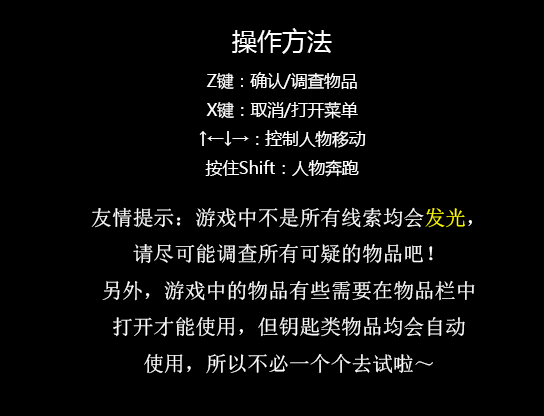 操作方法
Z键：确认/调查物品
X键：取消/打开菜单
↑←↓→：控制人物移动
按住Shift：人物奔跑
友情提示：游戏中不是所有线索均会发光，
请尽可能调查所有可疑的物品吧！
另外，游戏中的物品有些需要在物品栏中
打开才能使用，但钥匙类物品均会自动
使用，所以不必一个个去试啦～